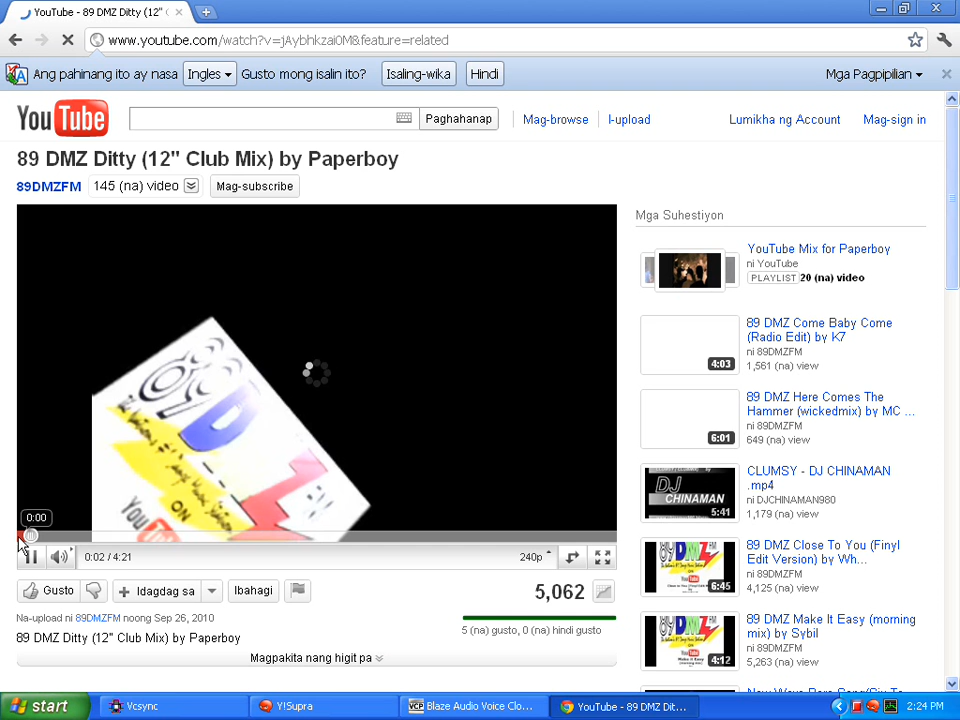 YouTube - 89 DMZ Ditty (12" C
www.youtube.com/watch?v=jAybhkzai0M&feature=related
Ang pahinang ito ay nasa Ingles Gusto mong isalin ito? Isaling-wika Hindi Mga Pagpipilian
YouTube Paghahanap Mag-browse I-upload Lumikha ng Account Mag-sign in
89 DMZ Ditty (12" Club Mix) by Paperboy
89DMZFM 145 (na) video Mag-subscribe
89D
YouT
ON
0:00
0:02 / 4:21 240p
Gusto Idagdag sa Ibahagi 5,062
Na-upload ni 89DMZFM noong Sep 26, 2010
5 (na) gusto, 0 (na) hindi gusto
89 DMZ Ditty (12" Club Mix) by Paperboy
Magpakita nang higit pa
Mga Suhestiyon
YouTube Mix for Paperboy
ni YouTube
PLAYLIST 20 (na) video
89 DMZ Come Baby Come
(Radio Edit) by K7
ni 89DMZFM
1,561 (na) view
4:03
89 DMZ Here Comes The
Hammer (wickedmix) by MC ...
ni 89DMZFM
649 (na) view
6:01
CLUMSY - DJ CHINAMAN
.mp4
ni DJCHINAMAN980
1,179 (na) view
DJ
CHINAMAN
5:41
89 DMZ Close To You (Finyl
Edit Version) by Wh...
ni 89DMZFM
4,125 (na) view
6:45
89 DMZ Make It Easy (morning
mix) by Sybil
ni 89DMZFM
5,263 (na) view
4:12
start Vcsync Y!Supra Blaze Audio Voice Clo... YouTube - 89 DMZ Dit... 2:24 PM